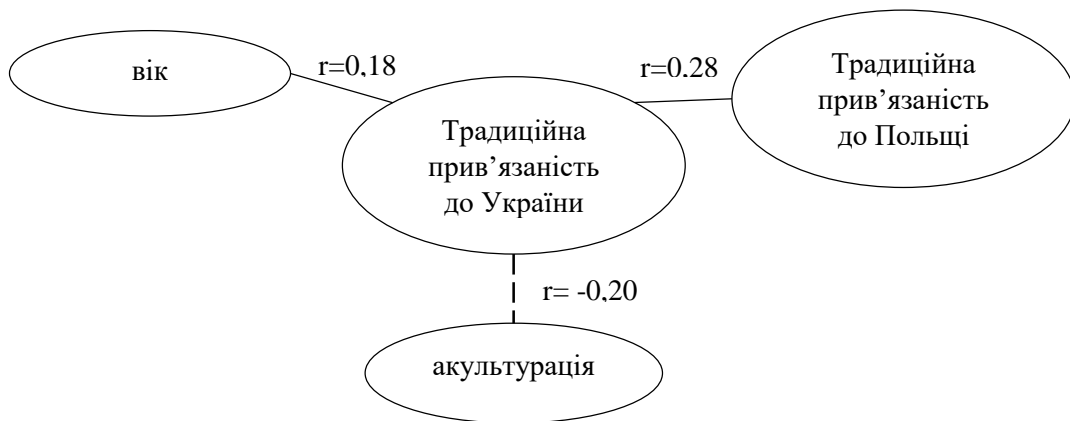 вік
r=0,18
r=0,28
Традиційна
прив’язаність
до Польщі
Традиційна
прив’язаність
до України
r= -0,20
акультурація